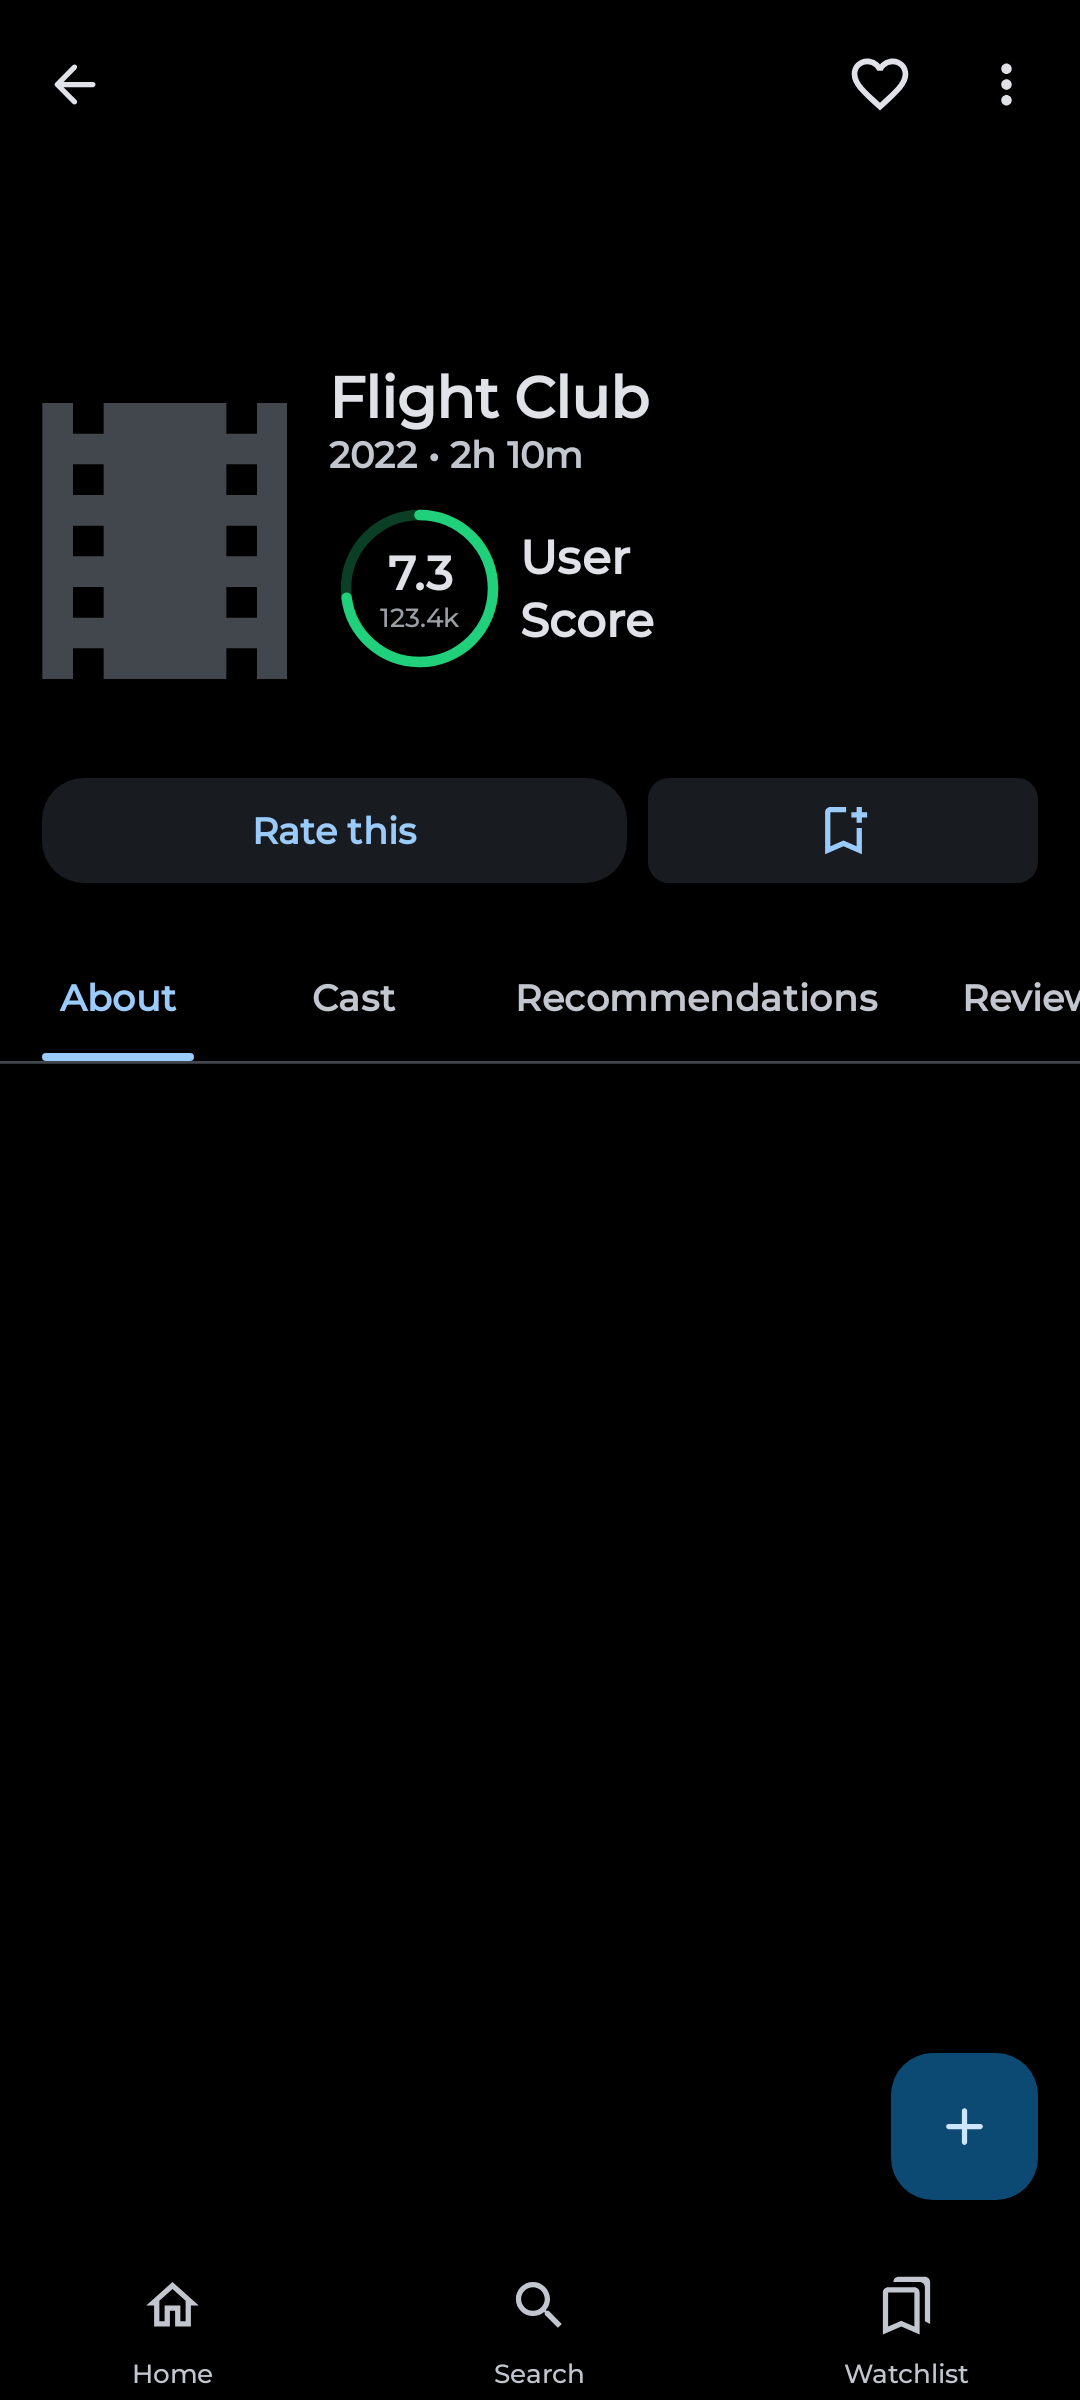 Flight Club
2022 • 2h 10m
7.3
123.4k
User
Score
Rate this
About
Cast
Recommendations
Review
Home
Search
Watchlist